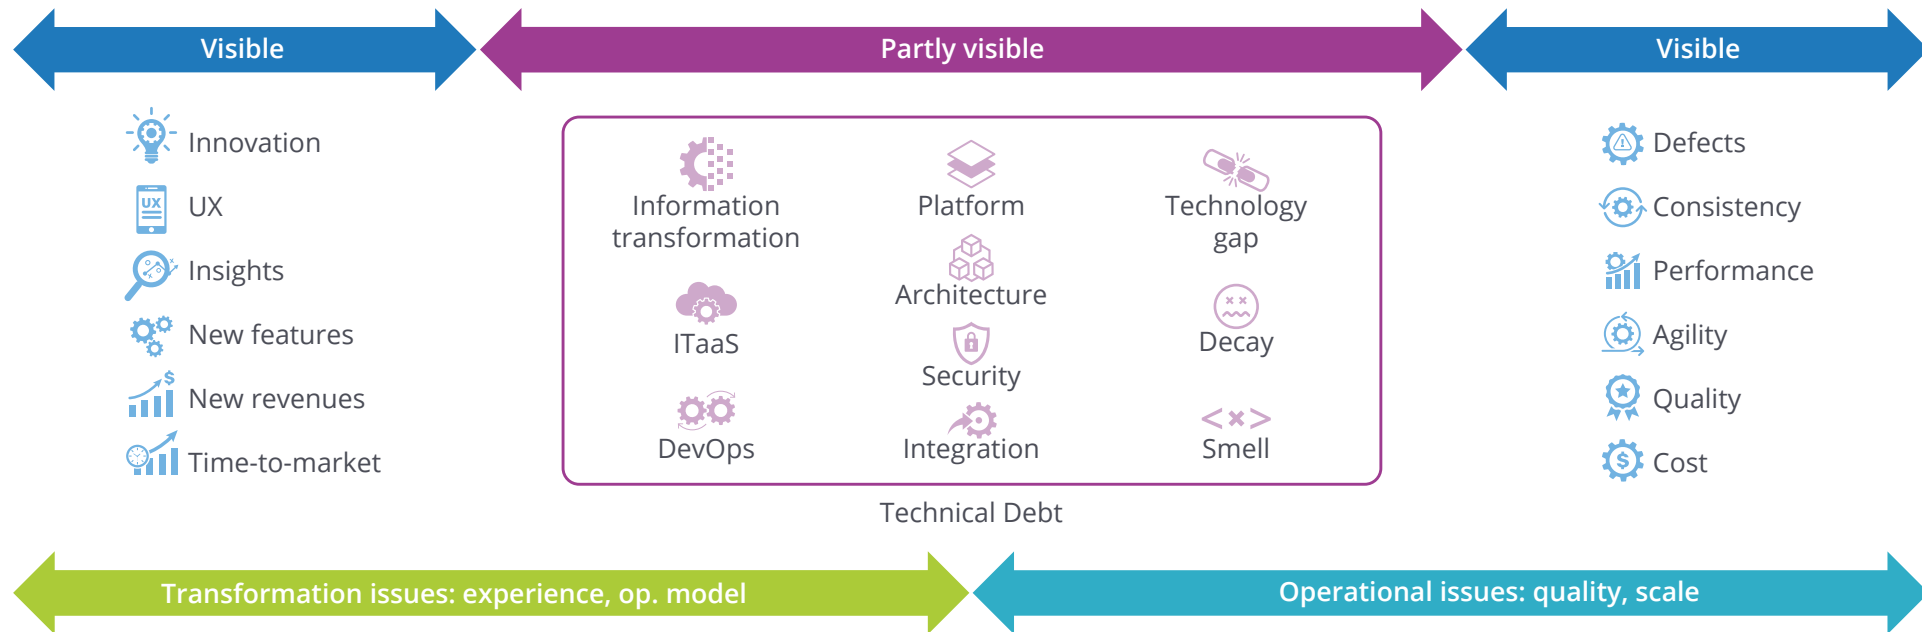 Visible
Partly visible
Visible
Innovation
UX
UX
Insights
New features
$
New revenues
Time-to-market
Information
transformation
ITaaS
DevOps
Platform
Architecture
Security
Integration
Technology
gap
Decay
<×>
Smell
Technical Debt
Defects
Consistency
Performance
Agility
Quality
$
Cost
Transformation issues: experience, op. model
Operational issues: quality, scale